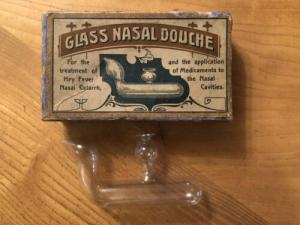 GLASS NASAL DOUCHE
For the and the application
treatment of of Medicaments to
Hay Fever the Nasal
Nasal Catarrh, Cavities.